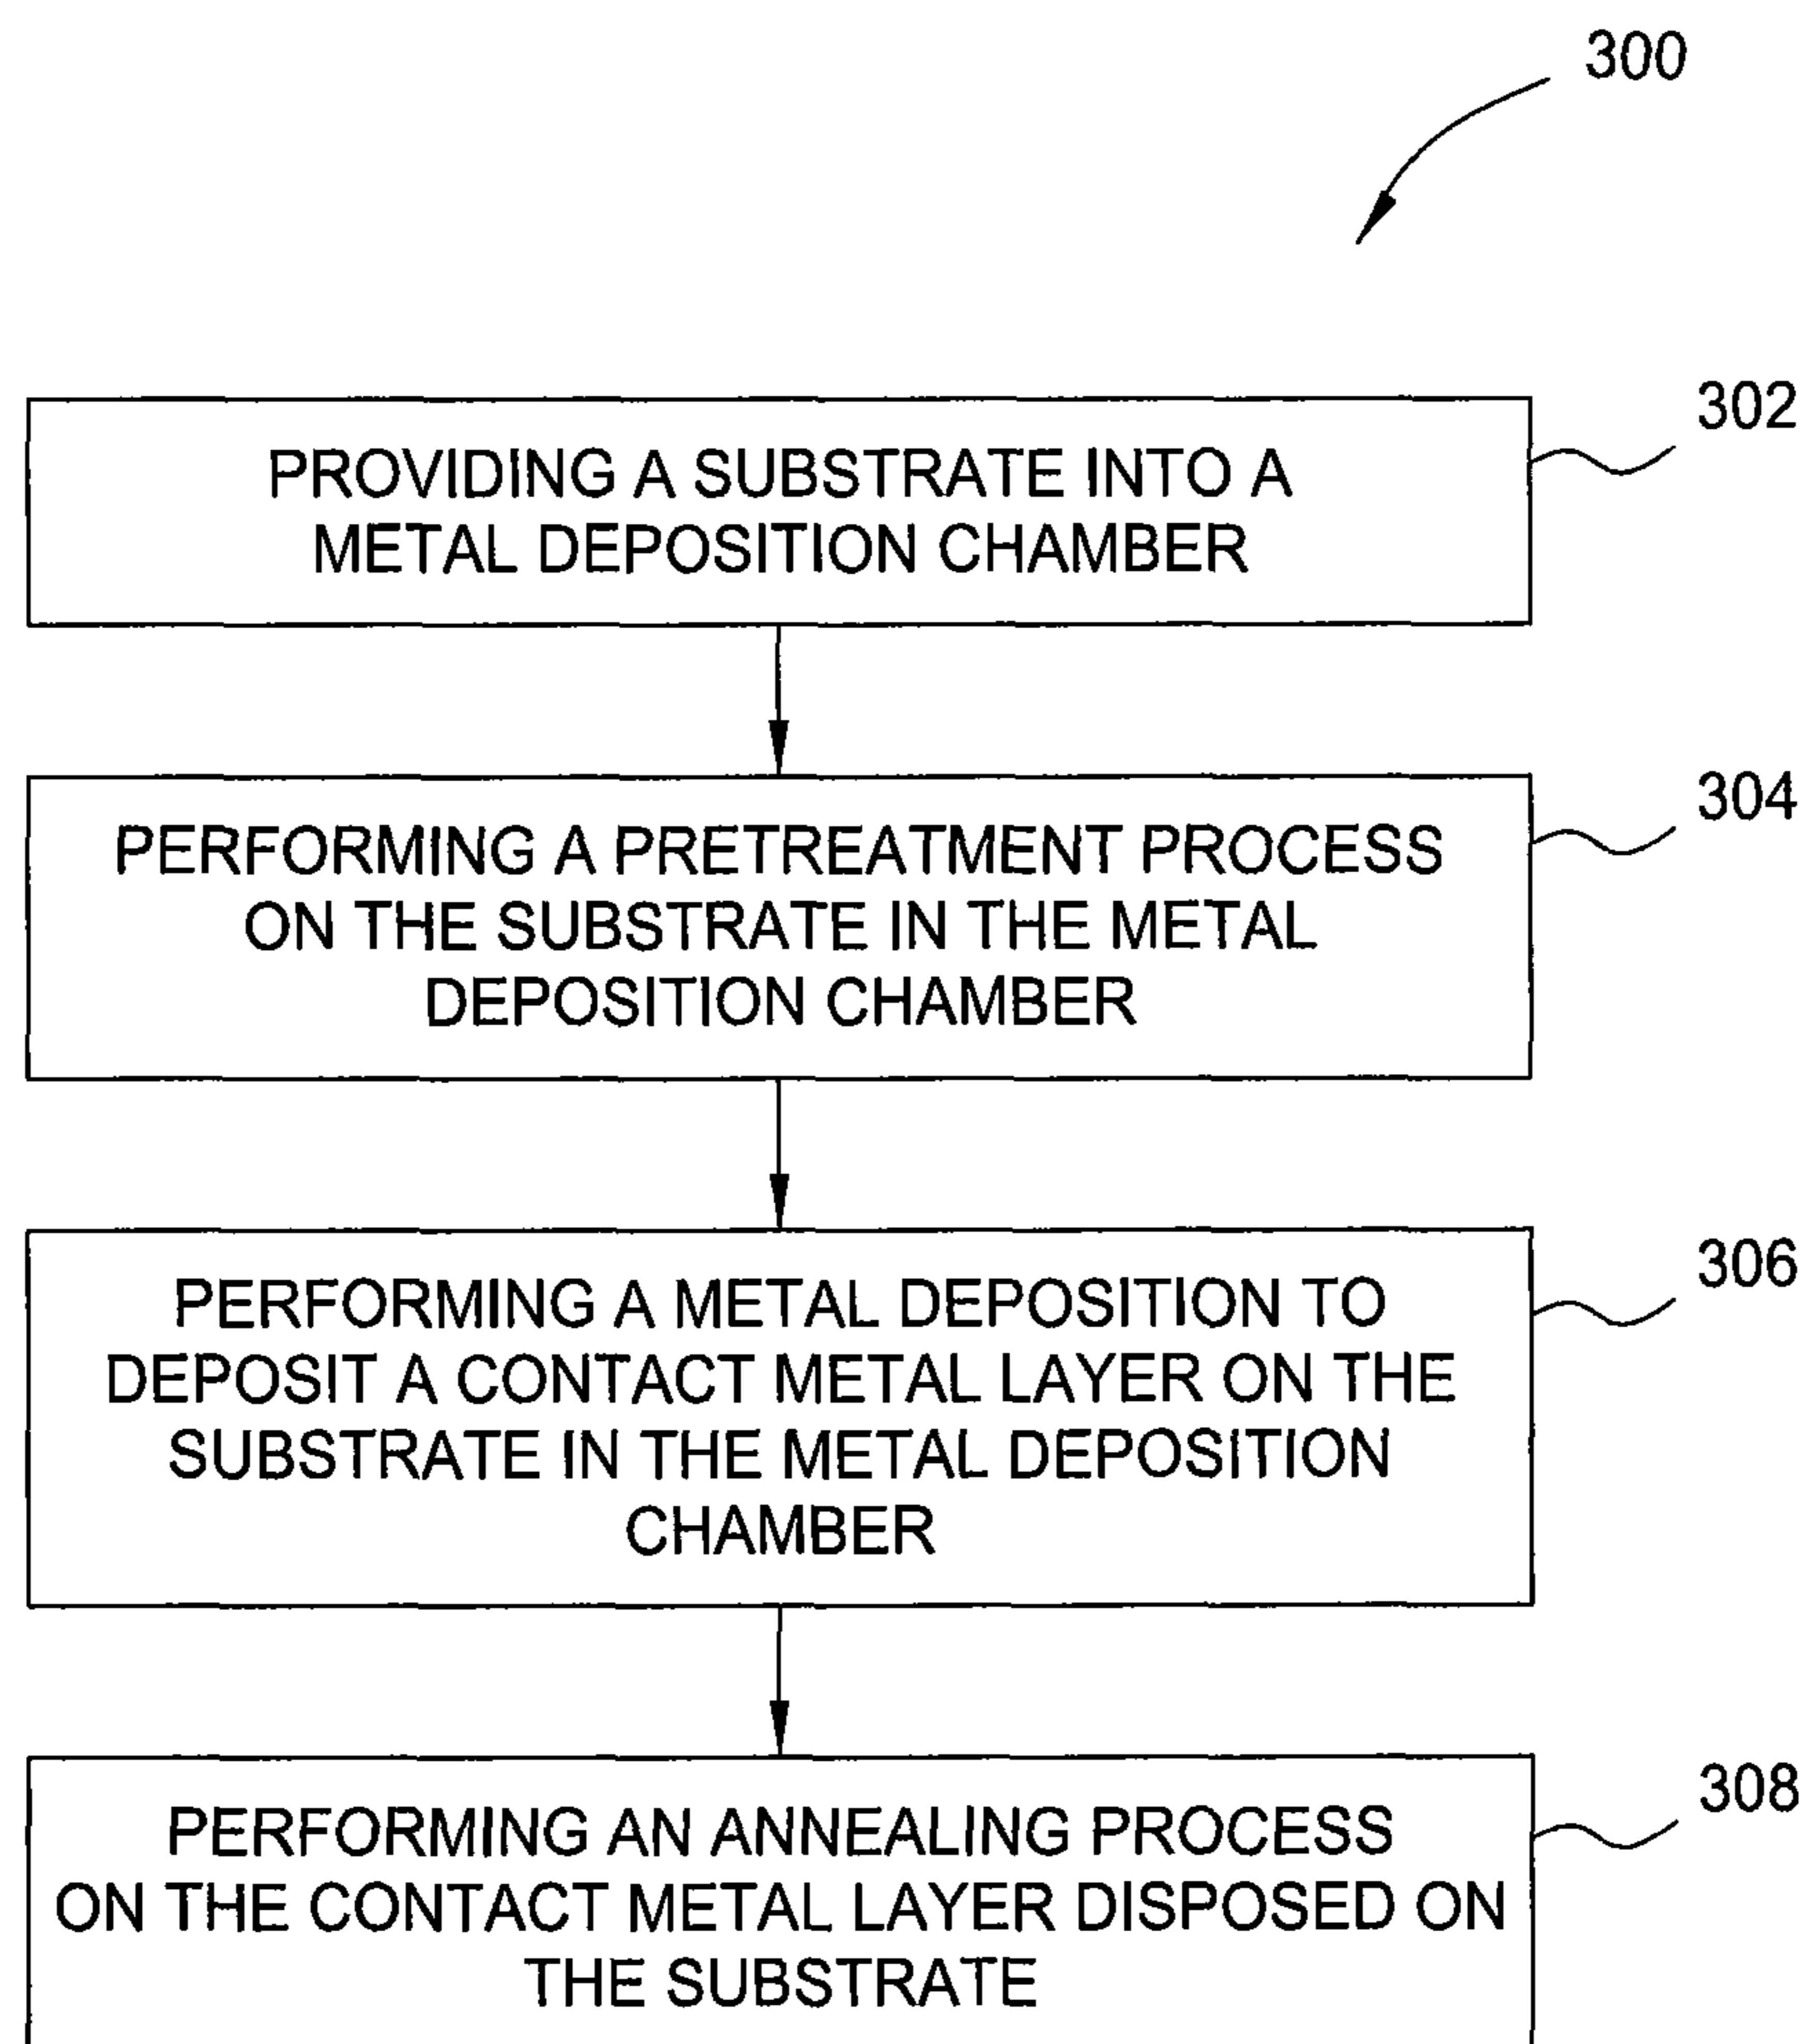 300
302
PROVIDING A SUBSTRATE INTO A
METAL DEPOSITION CHAMBER
304
PERFORMING A PRETREATMENT PROCESS
ON THE SUBSTRATE IN THE METAL
DEPOSITION CHAMBER
306
PERFORMING A METAL DEPOSITION TO
DEPOSIT A CONTACT METAL LAYER ON THE
SUBSTRATE IN THE METAL DEPOSITION
CHAMBER
308
PERFORMING AN ANNEALING PROCESS
ON THE CONTACT METAL LAYER DISPOSED ON
THE SUBSTRATE